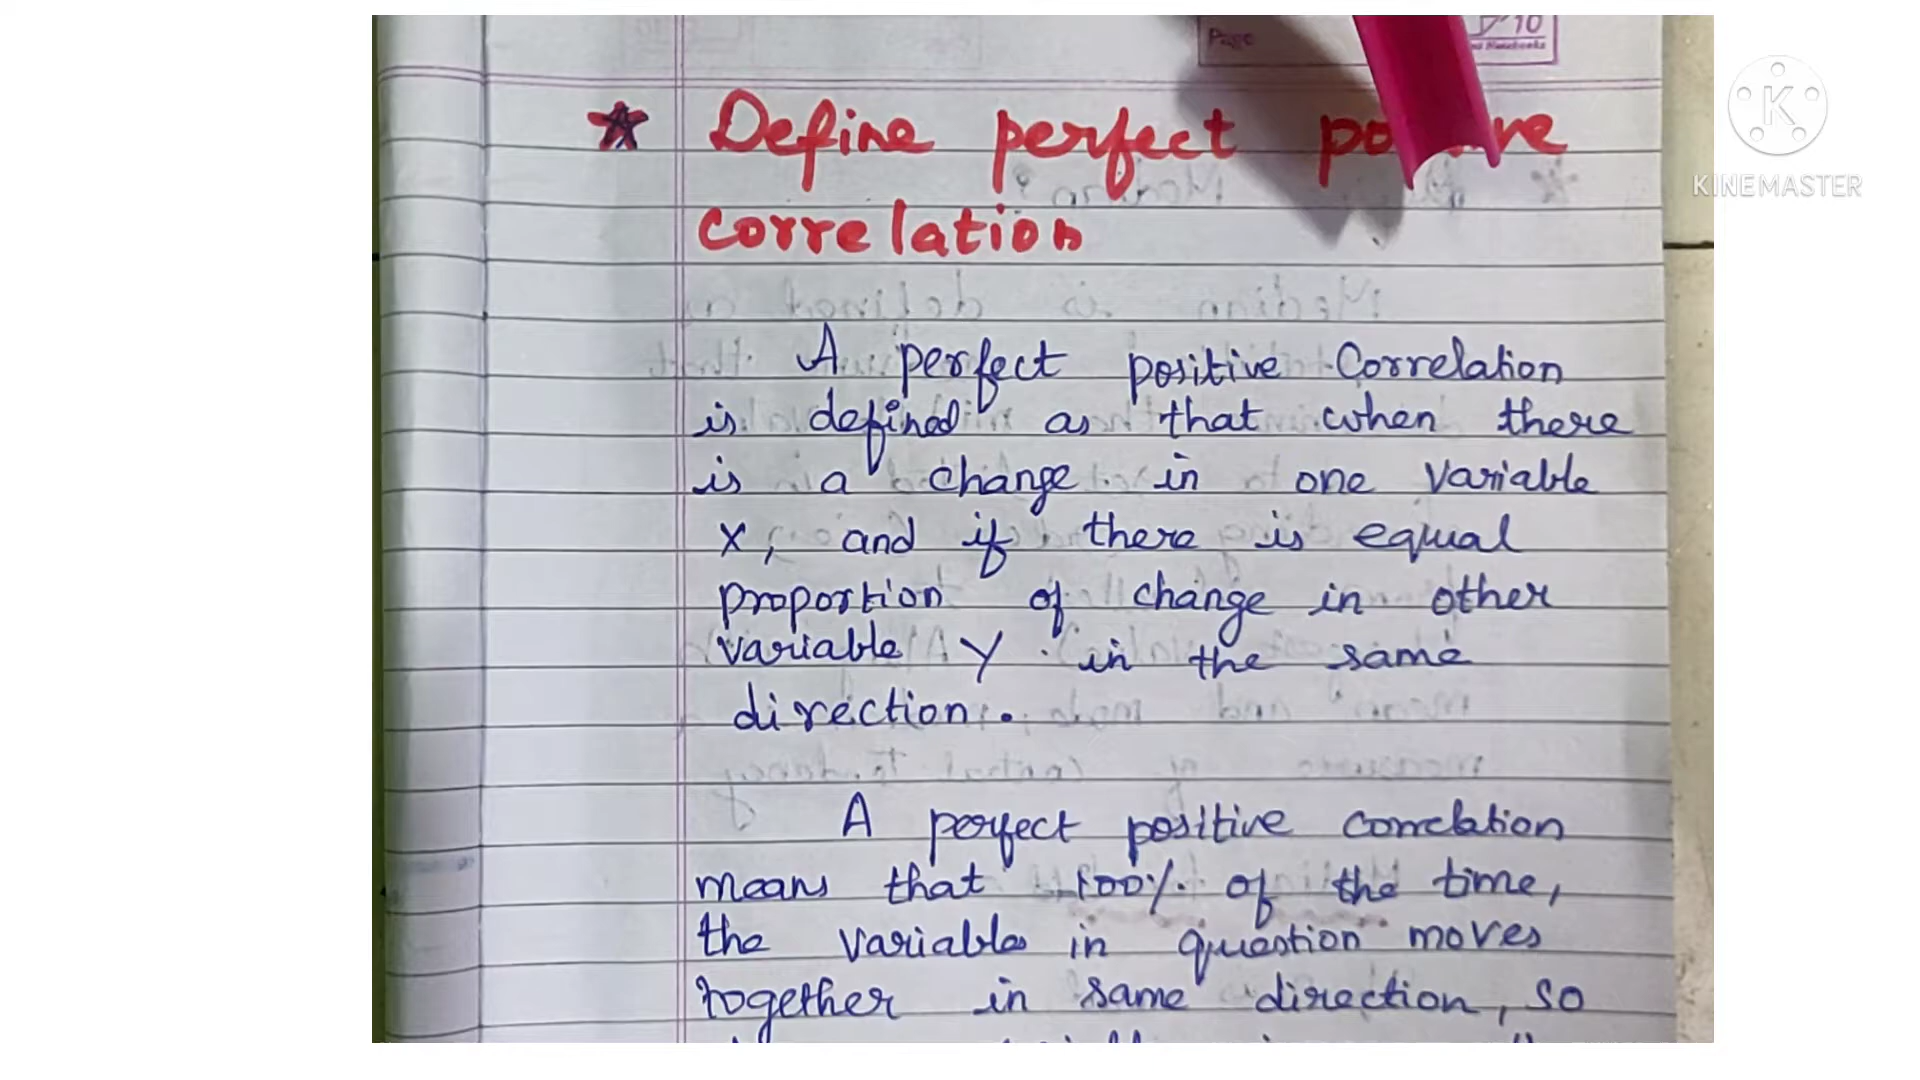 Page
10
KINEMASTER
Define perfect
correlation
A perfect positive Correlation
is defined as that when there
is a change in one variable
X, and if there is equal
proportion of change in other
variable Y in the same
direction.
A perfect positive correlation
means that 100% of the time,
the variables in question moves
together in same direction, so